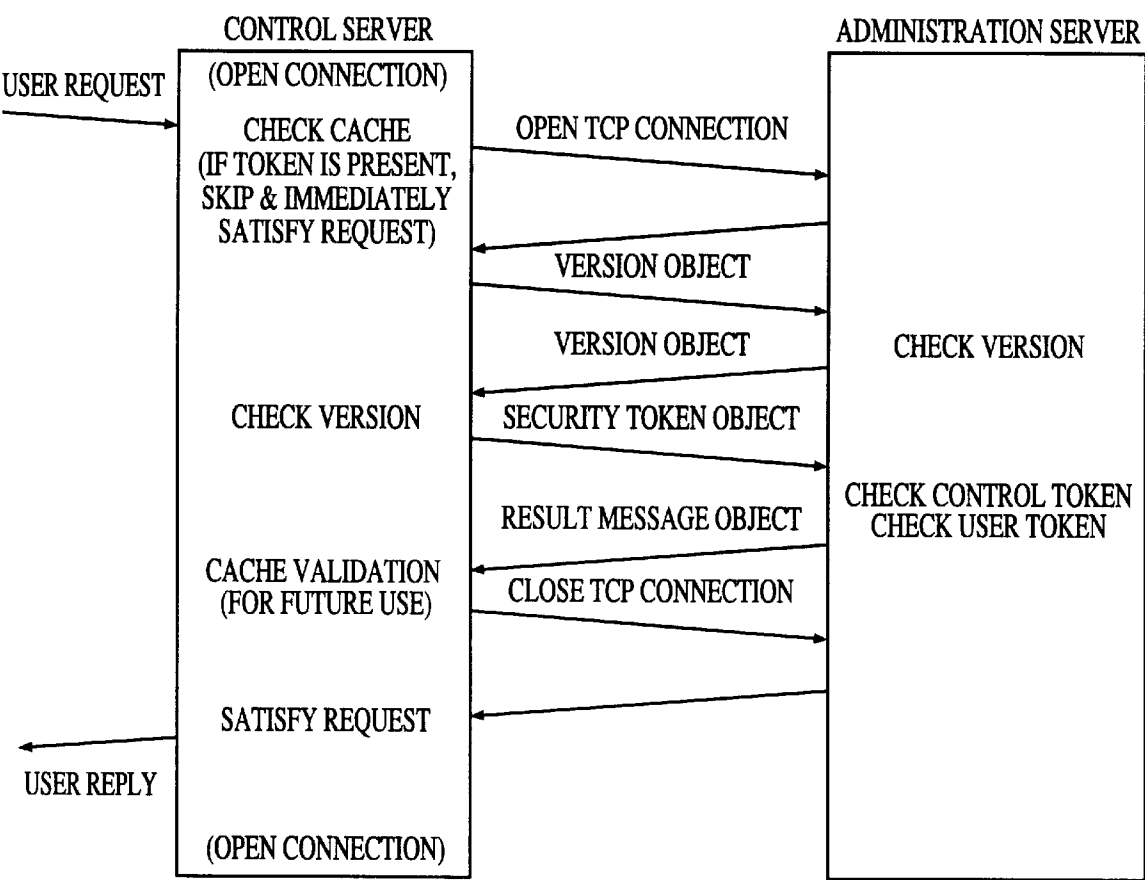 CONTROL SERVER
ADMINISTRATION SERVER
(OPEN CONNECTION)
USER REQUEST
CHECK CACHE
(IF TOKEN IS PRESENT,
SKIP & IMMEDIATELY
SATISFY REQUEST)
OPEN TCP CONNECTION
VERSION OBJECT
VERSION OBJECT
CHECK VERSION
CHECK VERSION
SECURITY TOKEN OBJECT
CHECK CONTROL TOKEN
CHECK USER TOKEN
RESULT MESSAGE OBJECT
CACHE VALIDATION
(FOR FUTURE USE)
CLOSE TCP CONNECTION
SATISFY REQUEST
USER REPLY
(OPEN CONNECTION)